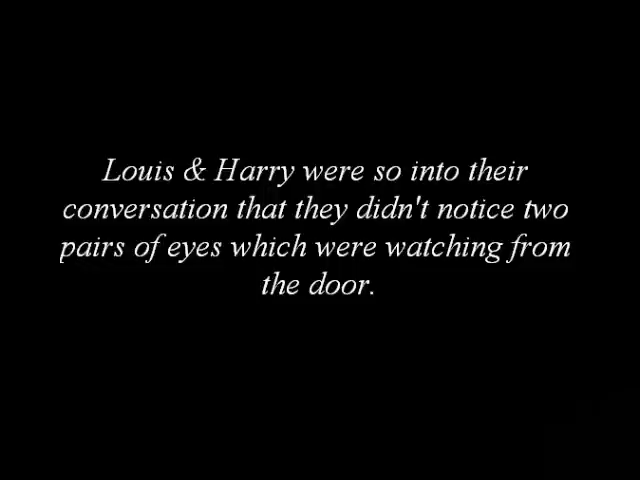 Louis & Harry were so into their
conversation that they didn't notice two
pairs of eyes which were watching from
the door.